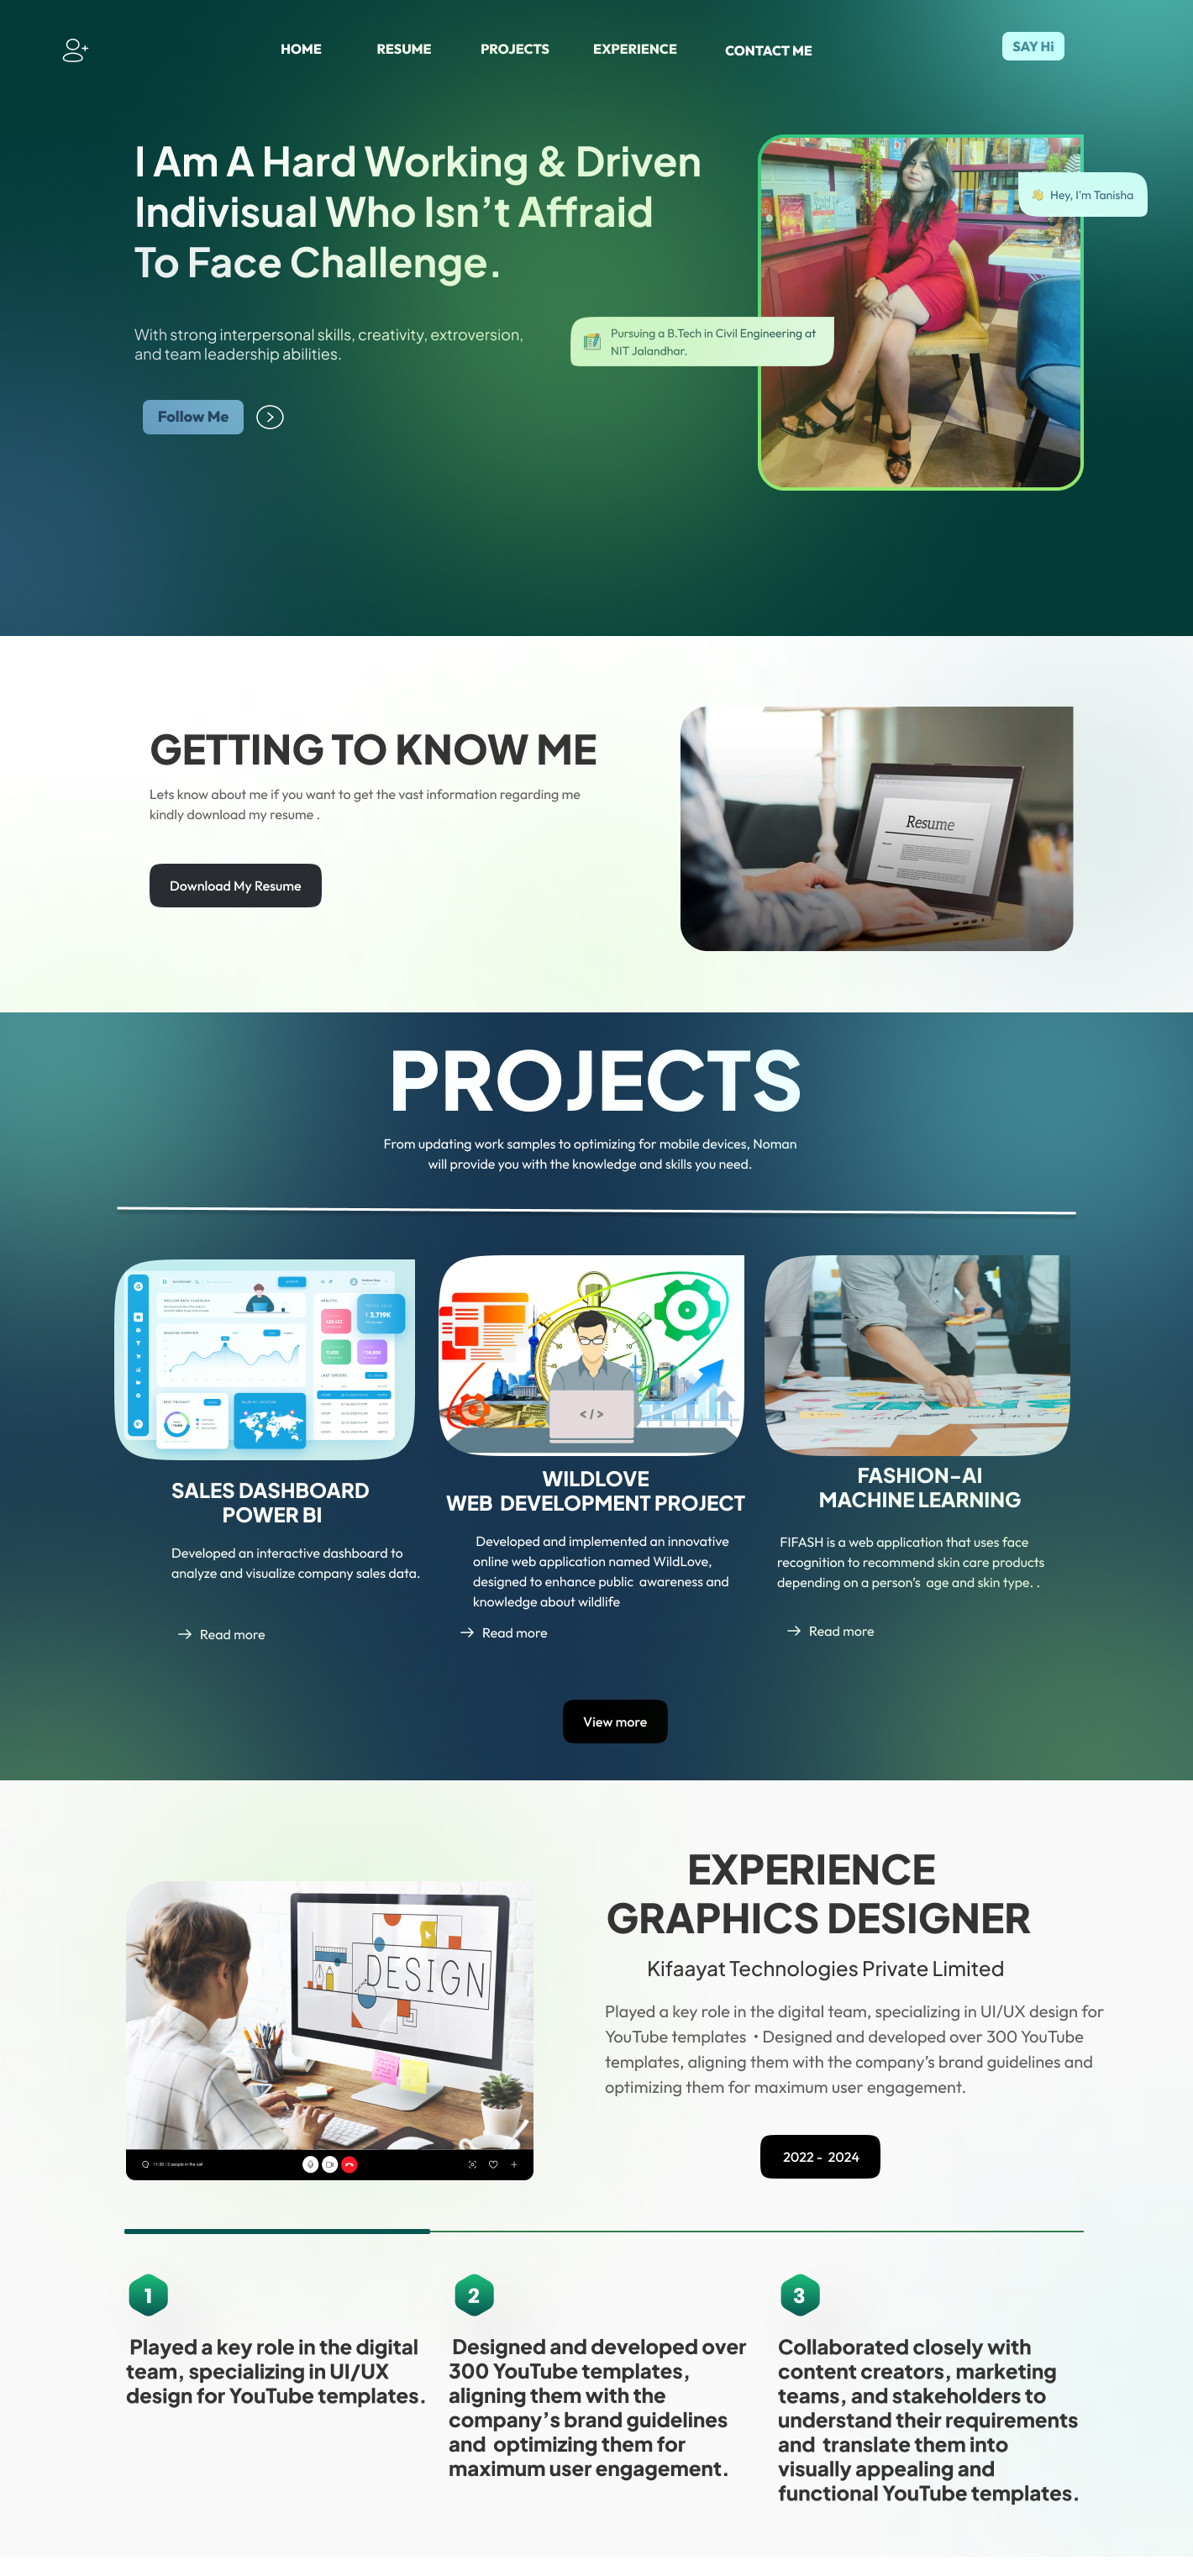 HOME RESUME PROJECTS EXPERIENCE CONTACT ME SAY Hi
I Am A Hard Working & Driven
Indivisual Who Isn't Affraid
To Face Challenge.
👋 Hey, I'm Tanisha
With strong interpersonal skills, creativity, extroversion,
and team leadership abilities.
Pursuing a B.Tech in Civil Engineering at
NIT Jalandhar.
Follow Me
GETTING TO KNOW ME
Lets know about me if you want to get the vast information regarding me
kindly download my resume .
Download My Resume
Resume
PROJECTS
From updating work samples to optimizing for mobile devices, Noman
will provide you with the knowledge and skills you need.
DASHBOARD
TOTAL SALE
3.719K
</>
SALES DASHBOARD
POWER BI
Developed an interactive dashboard to
analyze and visualize company sales data.
Read more
WILDLOVE
WEB DEVELOPMENT PROJECT
Developed and implemented an innovative
online web application named WildLove,
designed to enhance public awareness and
knowledge about wildlife
Read more
FASHION-AI
MACHINE LEARNING
FIFASH is a web application that uses face
recognition to recommend skin care products
depending on a person's age and skin type. .
Read more
View more
EXPERIENCE
GRAPHICS DESIGNER
Kifaayat Technologies Private Limited
Played a key role in the digital team, specializing in UI/UX design for
YouTube templates • Designed and developed over 300 YouTube
templates, aligning them with the company's brand guidelines and
optimizing them for maximum user engagement.
2022 - 2024
DESIGN
1
Played a key role in the digital
team, specializing in UI/UX
design for YouTube templates.
2
Designed and developed over
300 YouTube templates,
aligning them with the
company's brand guidelines
and optimizing them for
maximum user engagement.
3
Collaborated closely with
content creators, marketing
teams, and stakeholders to
understand their requirements
and translate them into
visually appealing and
functional YouTube templates.